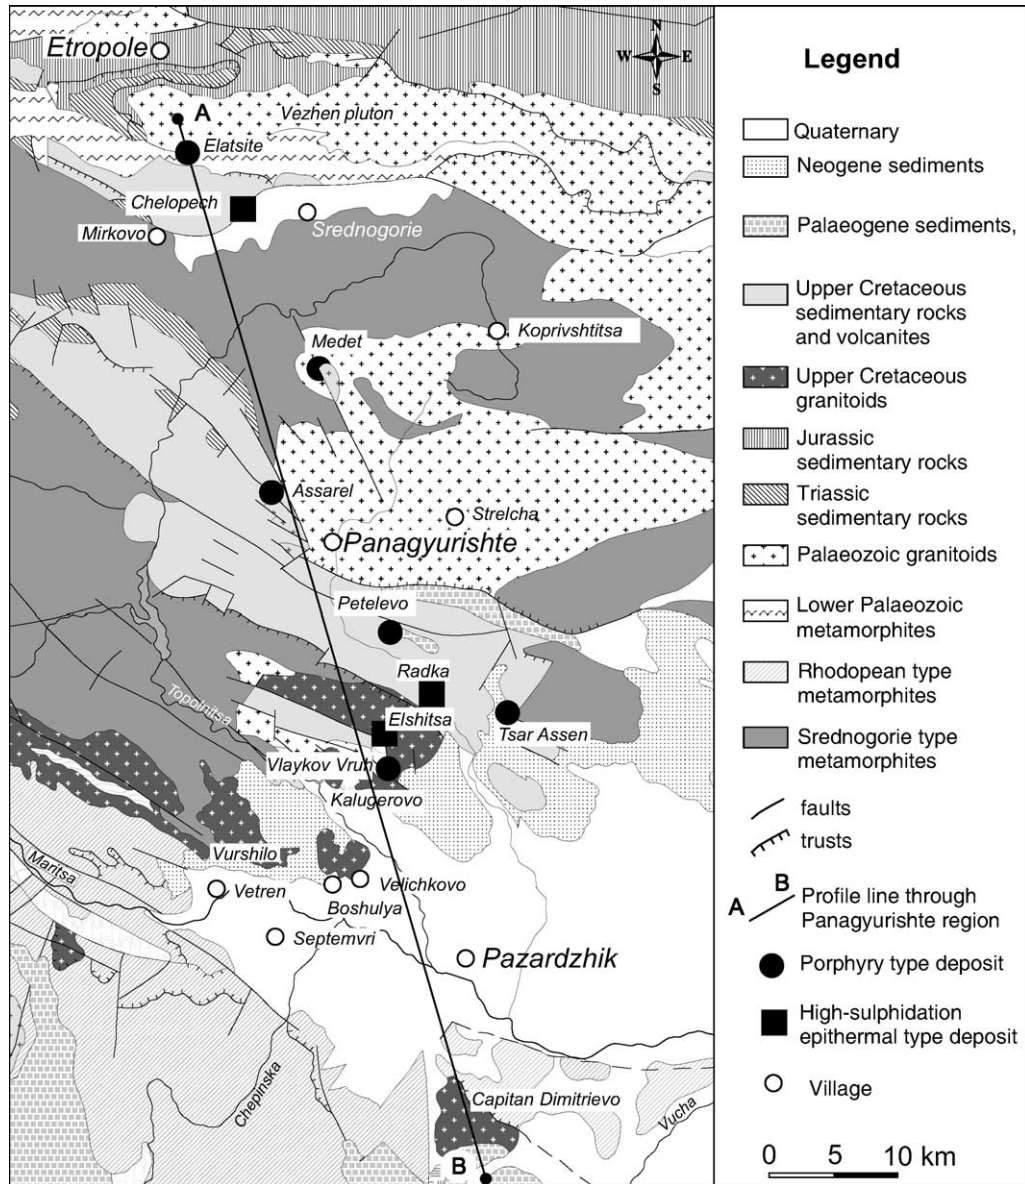 Etropole
N
W E
S
A
Vezhen pluton
Elatsite
Chelopech
Mirkovo
Srednogorie
Koprivshtitsa
Medet
Assarel
Strelcha
Panagyurishte
Petelevo
Radka
Topolnitsa
Elshitsa
Tsar Assen
Vlaykov Vruh
Kalugerovo
Vurshilo
Maritsa
Vetren
Velichkovo
Boshulya
Septemvri
Pazardzhik
Chepinska
Capitan Dimitrievo
Vucha
B
Legend
Quaternary
Neogene sediments
Palaeogene sediments,
Upper Cretaceous
sedimentary rocks
and volcanites
Upper Cretaceous
granitoids
Jurassic
sedimentary rocks
Triassic
sedimentary rocks
Palaeozoic granitoids
Lower Palaeozoic
metamorphites
Rhodopean type
metamorphites
Srednogorie type
metamorphites
faults
trusts
A B
Profile line through
Panagyurishte region
Porphyry type deposit
High-sulphidation
epithermal type deposit
Village
0 5 10 km